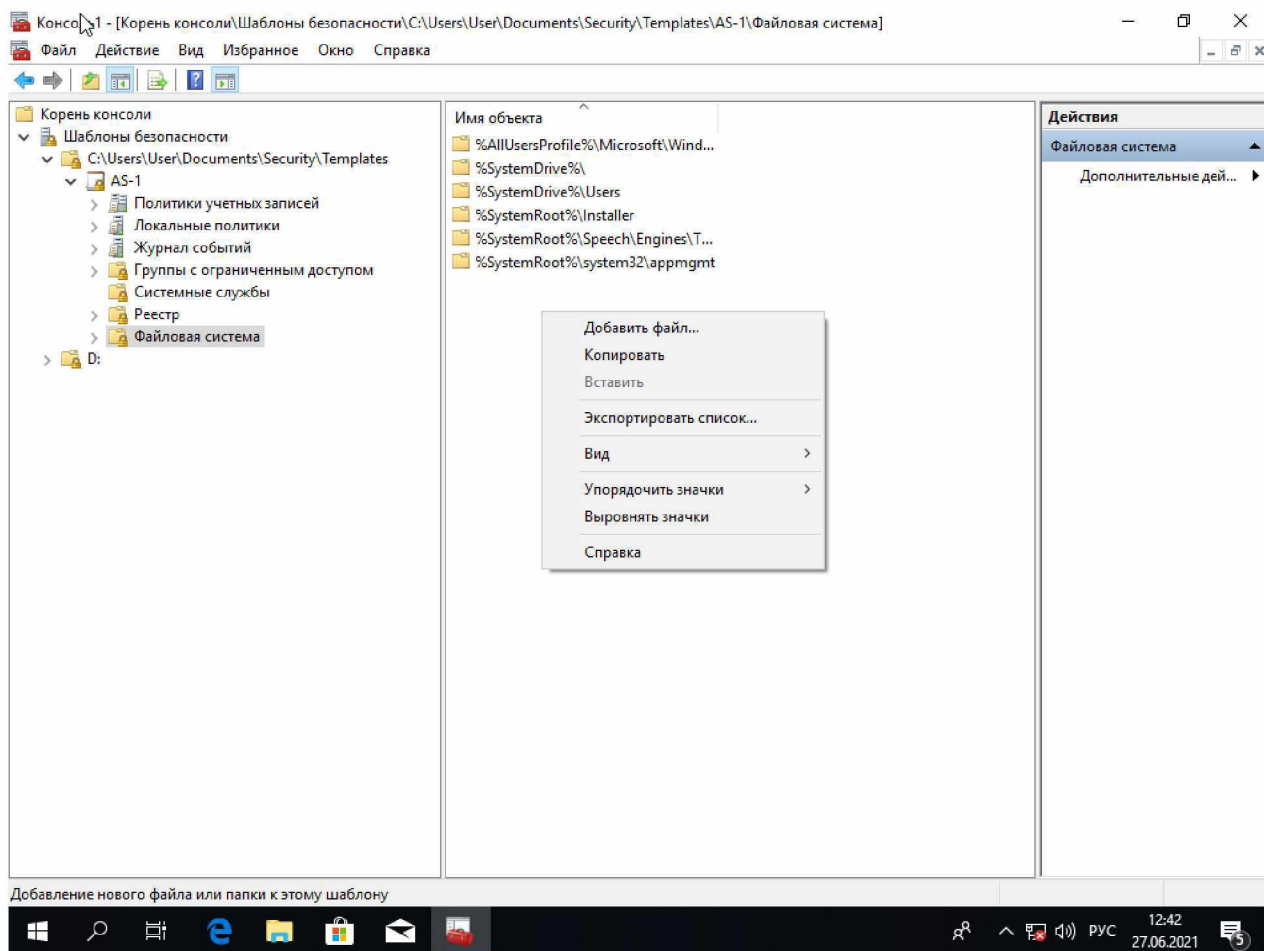 Консоль1 - [Корень консоли\Шаблоны безопасности\C:\Users\User\Documents\Security\Templates\AS-1\Файловая система]
Файл Действие Вид Избранное Окно Справка
Корень консоли
Шаблоны безопасности
C:\Users\User\Documents\Security\Templates
AS-1
Политики учетных записей
Локальные политики
Журнал событий
Группы с ограниченным доступом
Системные службы
Реестр
Файловая система
D:
Имя объекта
%AllUsersProfile%\Microsoft\Wind...
%SystemDrive%\
%SystemDrive%\Users
%SystemRoot%\Installer
%SystemRoot%\Speech\Engines\T...
%SystemRoot%\system32\appmgmt
Добавить файл...
Копировать
Вставить
Экспортировать список...
Вид
Упорядочить значки
Выровнять значки
Справка
Действия
Файловая система
Дополнительные дей...
Добавление нового файла или папки к этому шаблону
РУС
12:42
27.06.2021
5